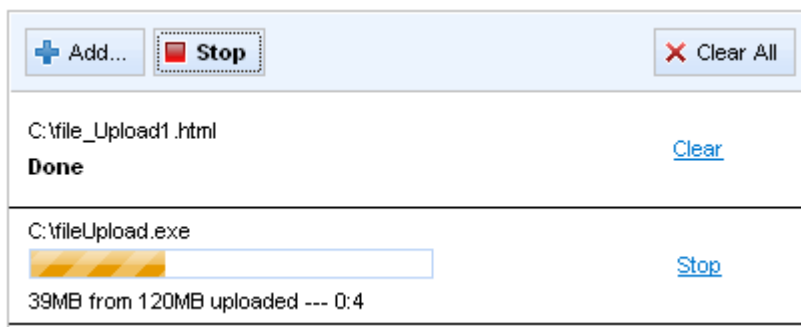 Add... Stop Clear All
C:\file_Upload1.html
Clear
Done
C:\fileUpload.exe
Stop
39MB from 120MB uploaded --- 0:4